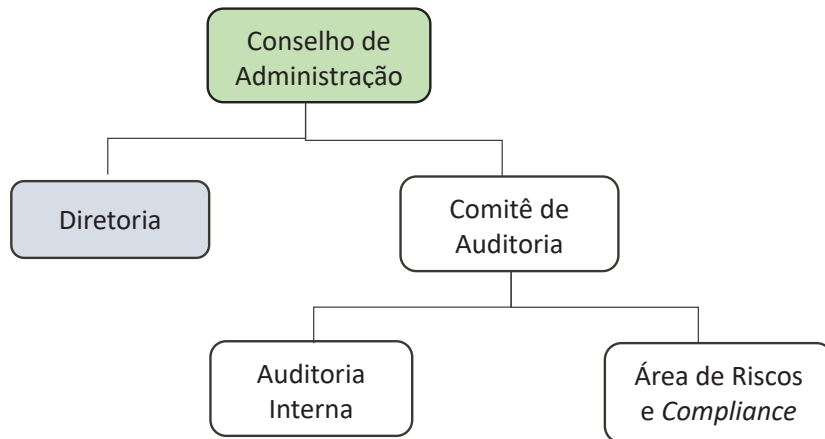 Conselho de
Administração
Diretoria
Comitê de
Auditoria
Auditoria
Interna
Área de Riscos
e Compliance